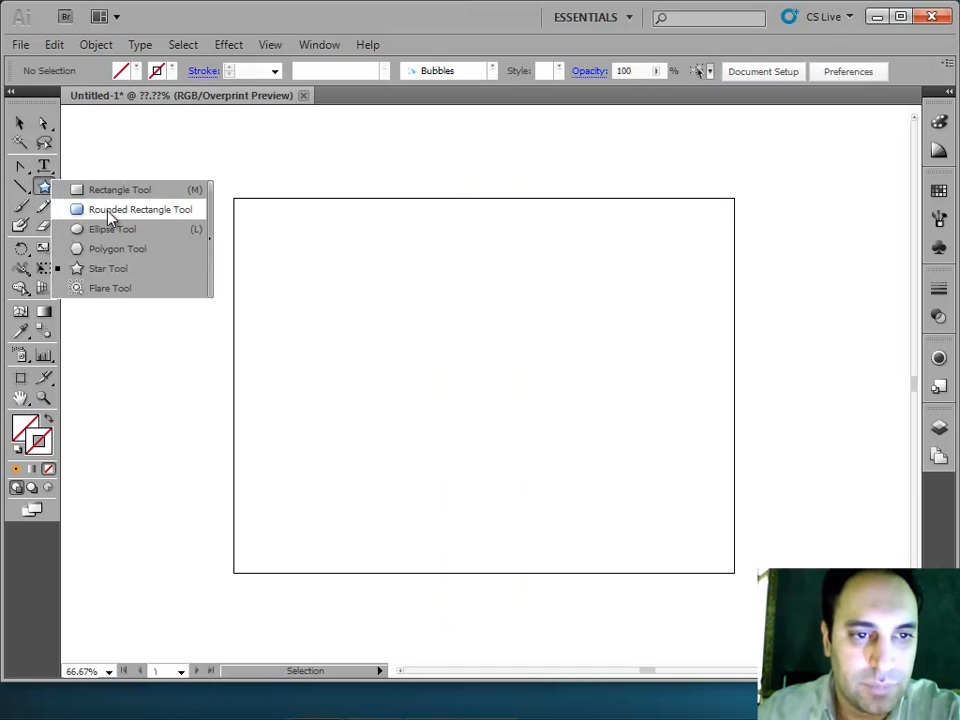 Ai Br ESSENTIALS CS Live
File Edit Object Type Select Effect View Window Help
No Selection Stroke: Bubbles Style: Opacity: 100 % Document Setup Preferences
Untitled-1* @ ??.??% (RGB/Overprint Preview)
T
Rectangle Tool (M)
Rounded Rectangle Tool
Ellipse Tool (L)
Polygon Tool
Star Tool
Flare Tool
66.67% ١ Selection